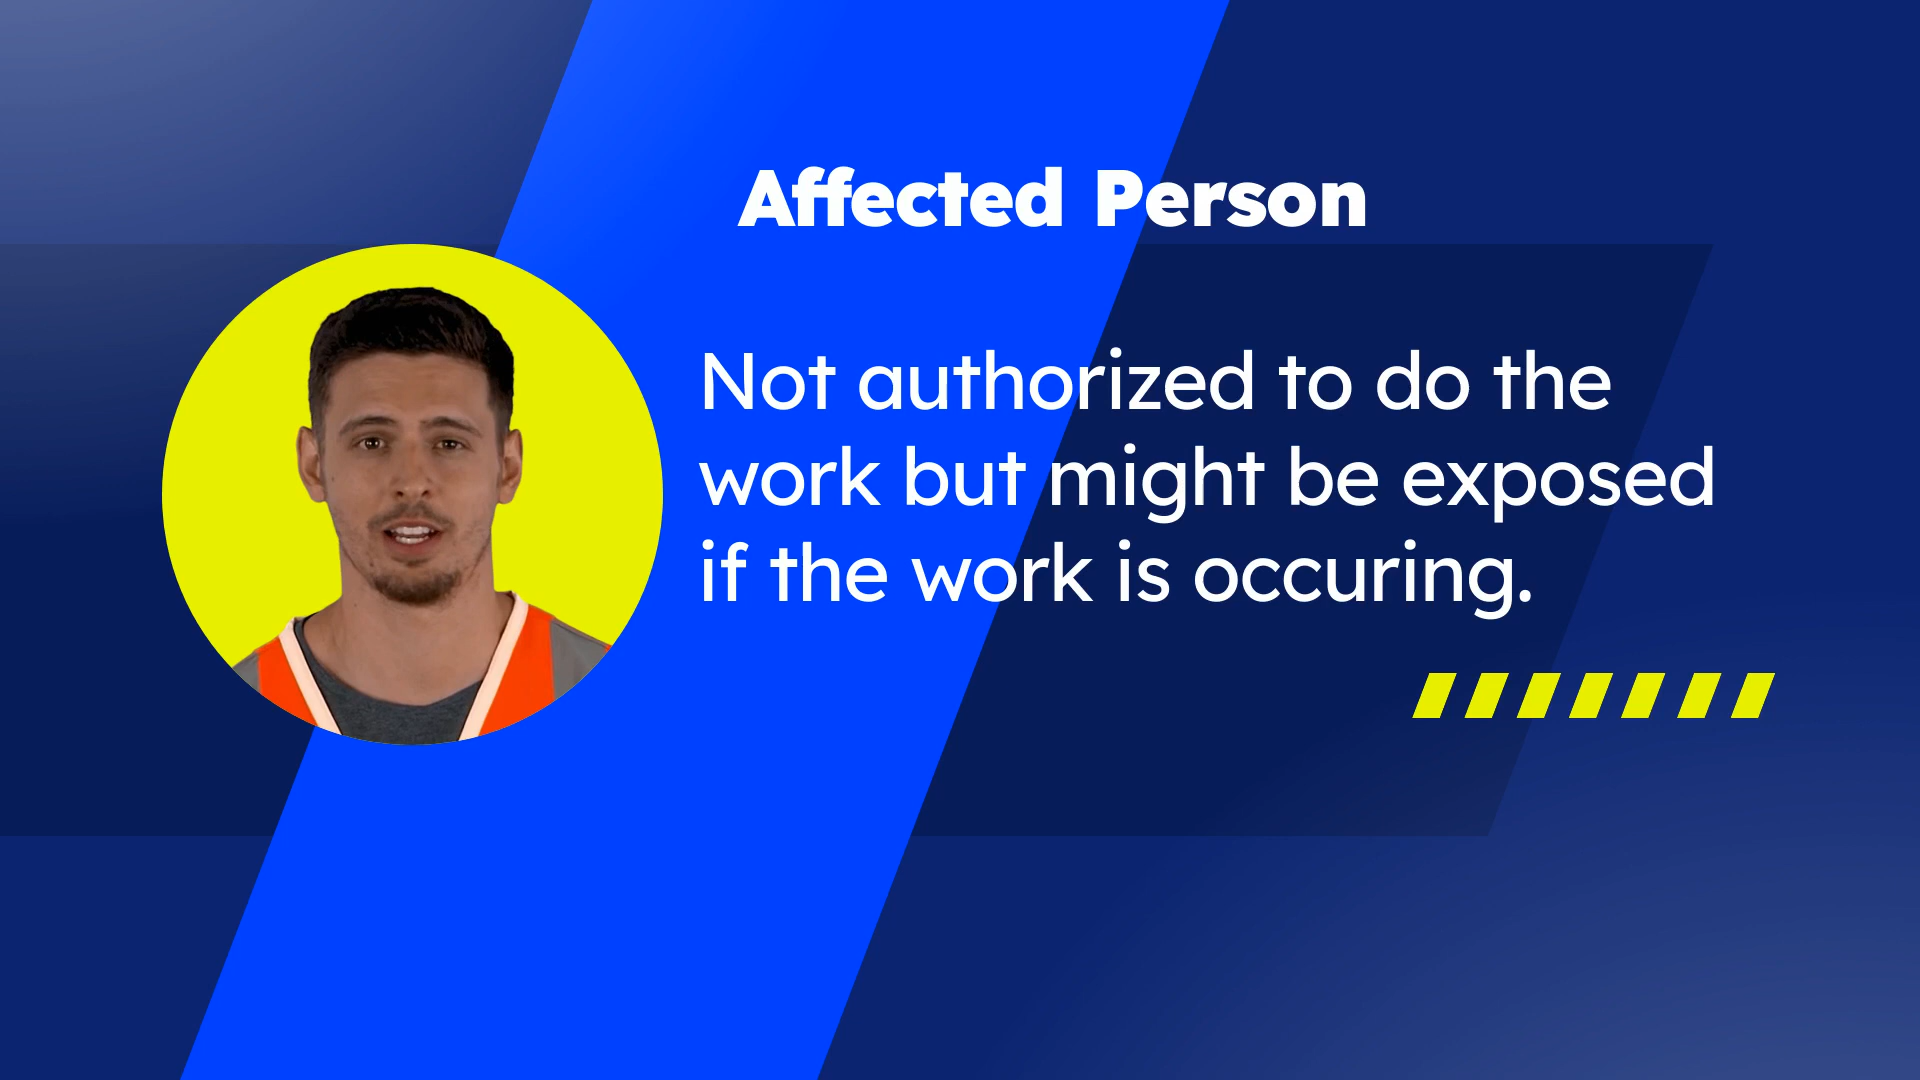 Affected Person
Not authorized to do the
work but might be exposed
if the work is occuring.